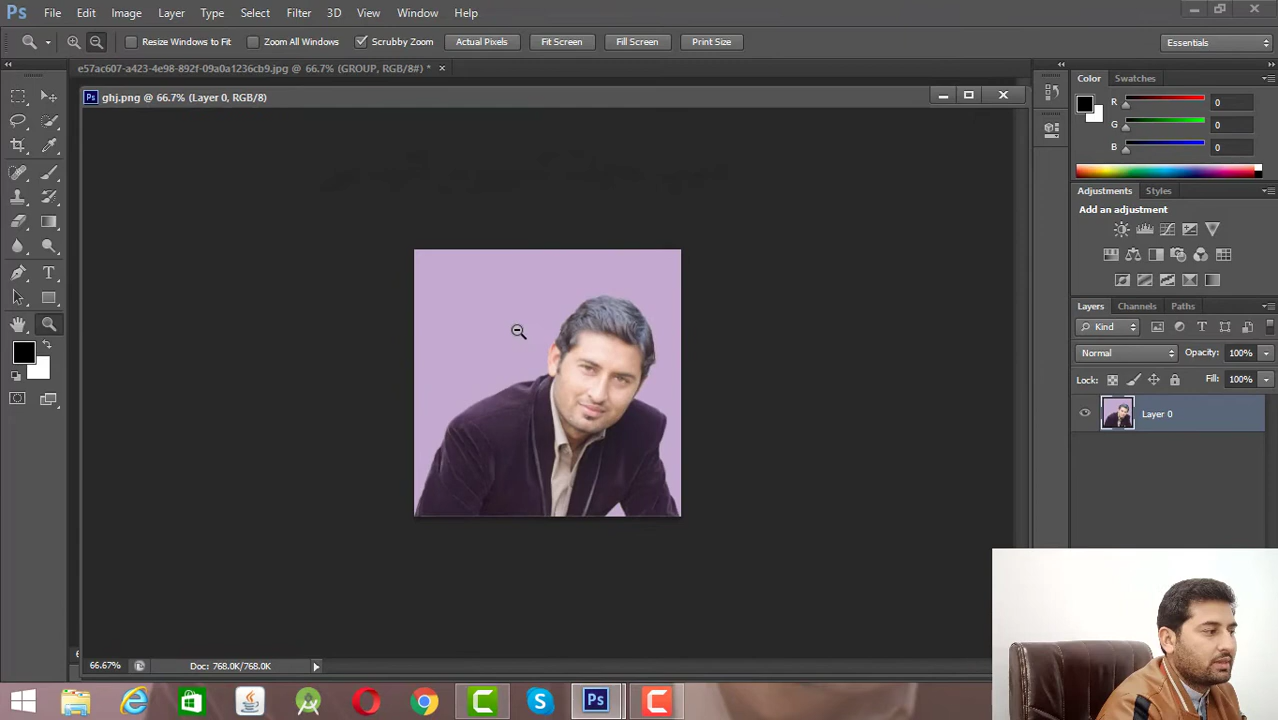 Ps File Edit Image Layer Type Select Filter 3D View Window Help
Resize Windows to Fit Zoom All Windows Scrubby Zoom Actual Pixels Fit Screen Fill Screen Print Size Essentials
e57ac607-a423-4e98-892f-09a0a1236cb9.jpg @ 66.7% (GROUP, RGB/8#) *
Ps ghj.png @ 66.7% (Layer 0, RGB/8)
Color Swatches
R 0
G 0
B 0
Adjustments Styles
Add an adjustment
Layers Channels Paths
Kind
Normal Opacity: 100%
Lock: Fill: 100%
Layer 0
66.67% Doc: 768.0K/768.0K
Ps